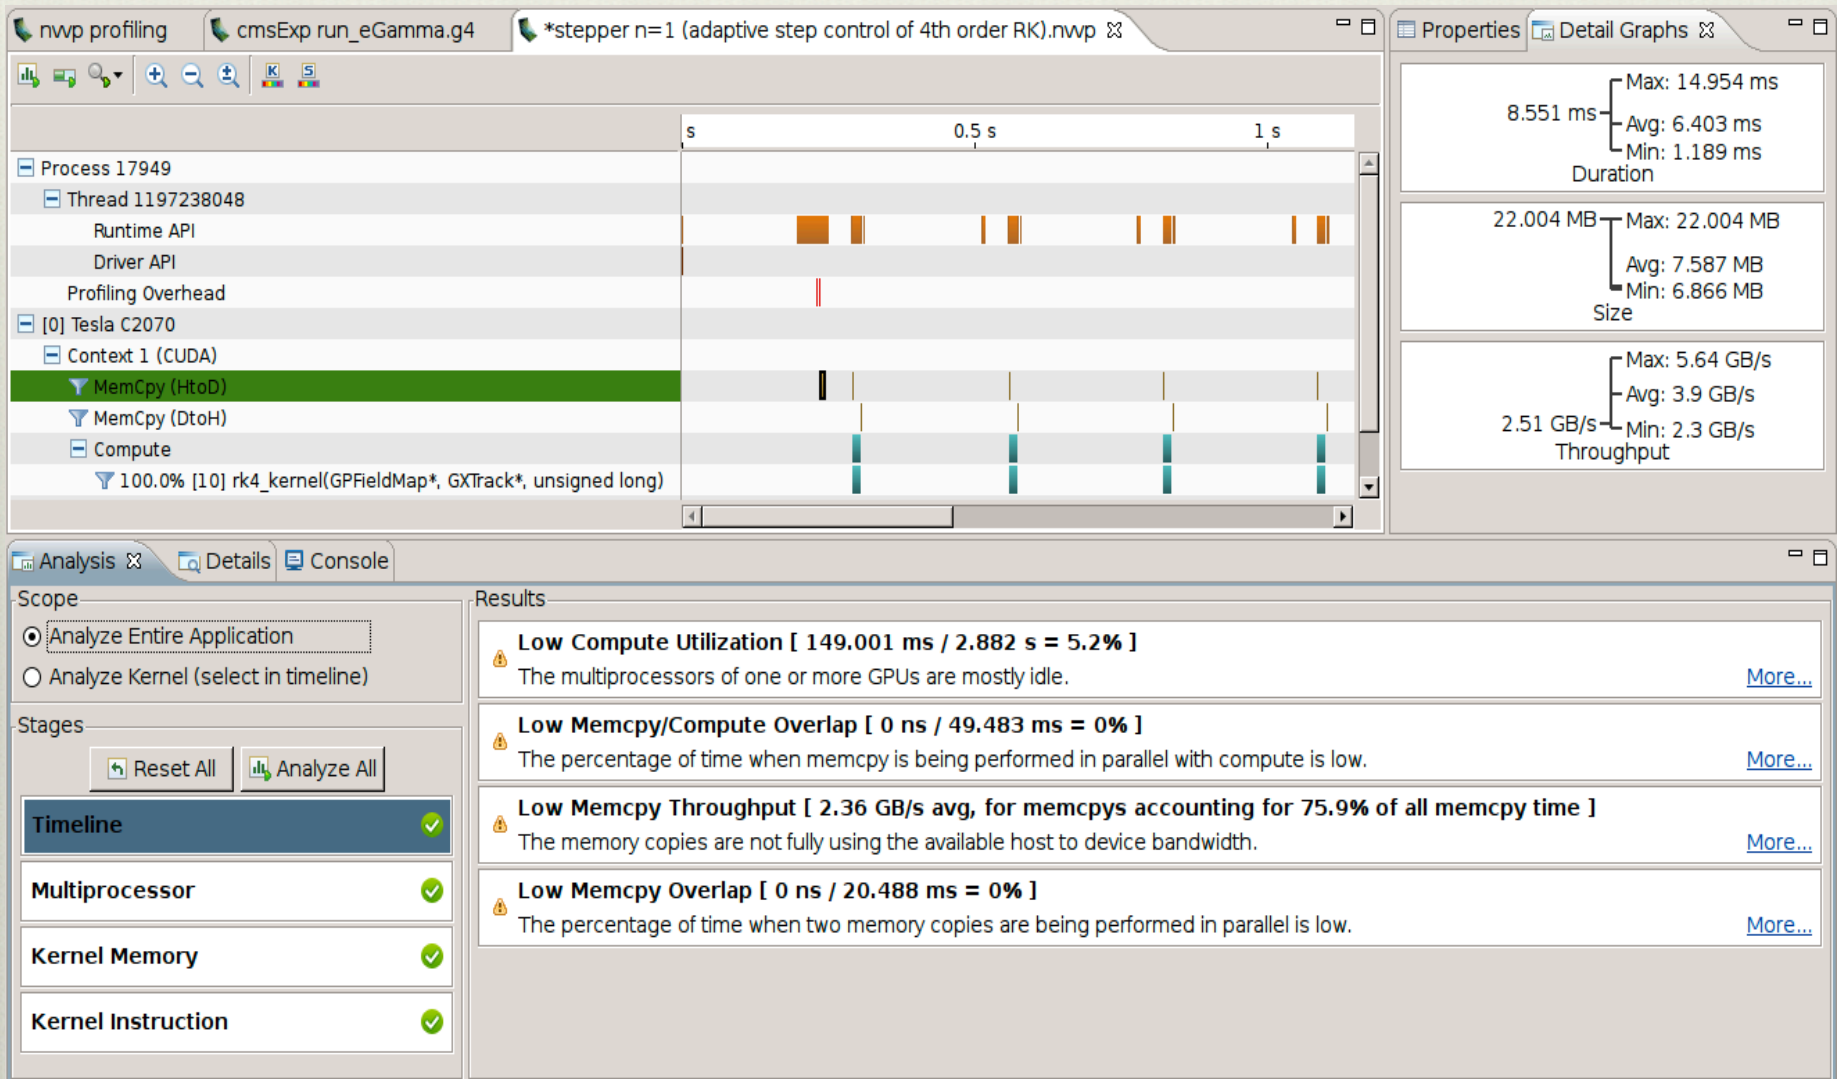 nvvp profiling
cmsExp run_eGamma.g4
*stepper n=1 (adaptive step control of 4th order RK).nvvp
K S
s 0.5 s 1 s
Process 17949
Thread 1197238048
Runtime API
Driver API
Profiling Overhead
[0] Tesla C2070
Context 1 (CUDA)
MemCpy (HtoD)
MemCpy (DtoH)
Compute
100.0% [10] rk4_kernel(GPFieldMap*, GXTrack*, unsigned long)
Properties
Detail Graphs
Max: 14.954 ms
8.551 ms
Avg: 6.403 ms
Min: 1.189 ms
Duration
22.004 MB
Max: 22.004 MB
Avg: 7.587 MB
Min: 6.866 MB
Size
Max: 5.64 GB/s
Avg: 3.9 GB/s
2.51 GB/s
Min: 2.3 GB/s
Throughput
Analysis
Details
Console
Scope
Analyze Entire Application
Analyze Kernel (select in timeline)
Stages
Reset All
Analyze All
Timeline
Multiprocessor
Kernel Memory
Kernel Instruction
Results
Low Compute Utilization [ 149.001 ms / 2.882 s = 5.2% ]
The multiprocessors of one or more GPUs are mostly idle.
More...
Low Memcpy/Compute Overlap [ 0 ns / 49.483 ms = 0% ]
The percentage of time when memcpy is being performed in parallel with compute is low.
More...
Low Memcpy Throughput [ 2.36 GB/s avg, for memcpys accounting for 75.9% of all memcpy time ]
The memory copies are not fully using the available host to device bandwidth.
More...
Low Memcpy Overlap [ 0 ns / 20.488 ms = 0% ]
The percentage of time when two memory copies are being performed in parallel is low.
More...